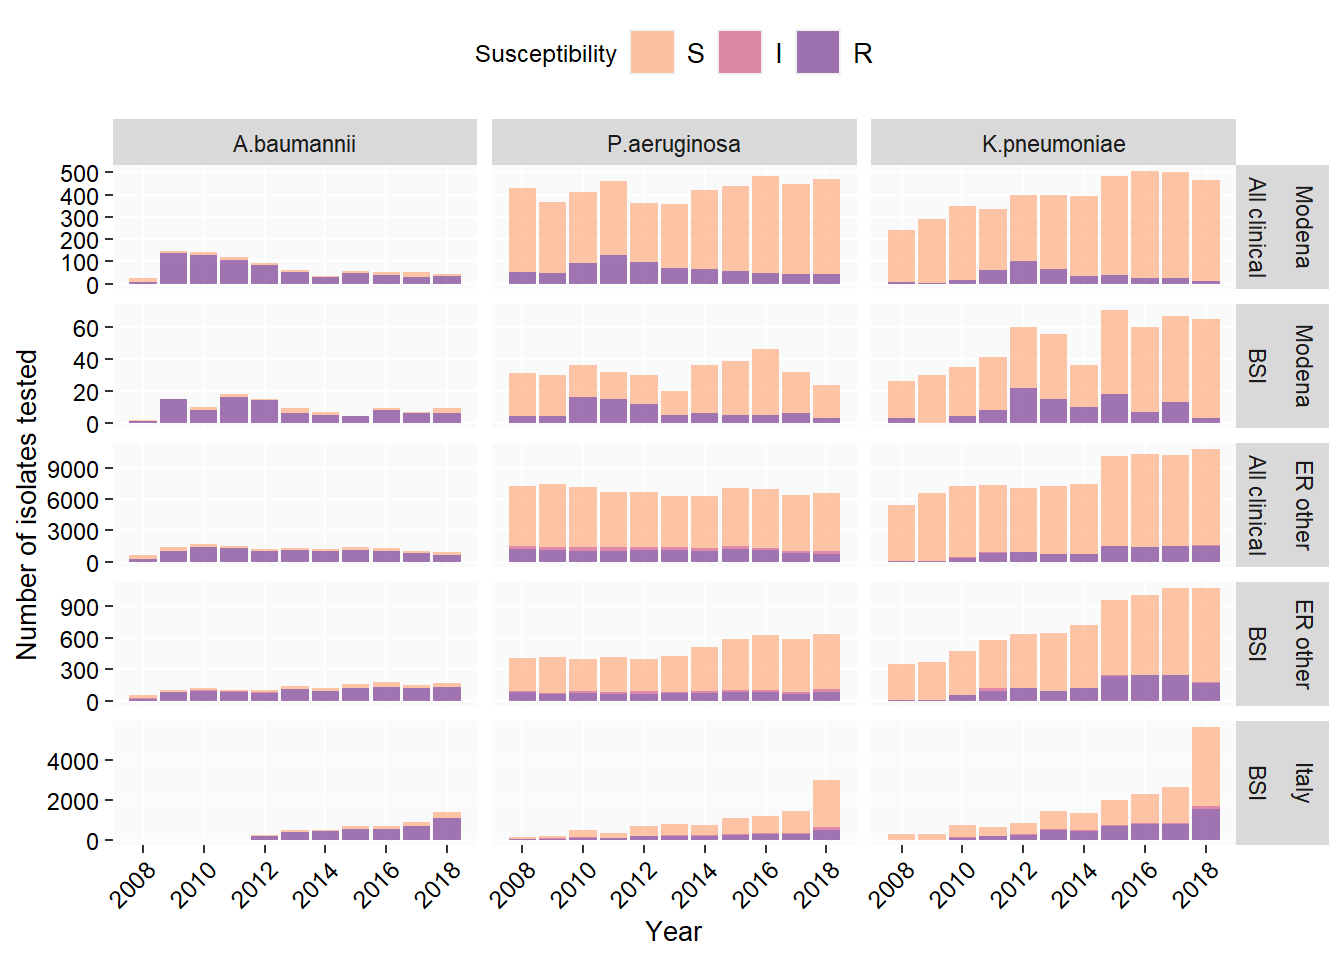 Susceptibility S I R
A.baumannii P.aeruginosa K.pneumoniae
Number of isolates tested
500
400
300
200
100
0
All clinical Modena
60
40
20
0
BSI Modena
9000
6000
3000
0
All clinical ER other
900
600
300
0
BSI ER other
4000
2000
0
BSI Italy
2008 2010 2012 2014 2016 2018 2008 2010 2012 2014 2016 2018 2008 2010 2012 2014 2016 2018
Year